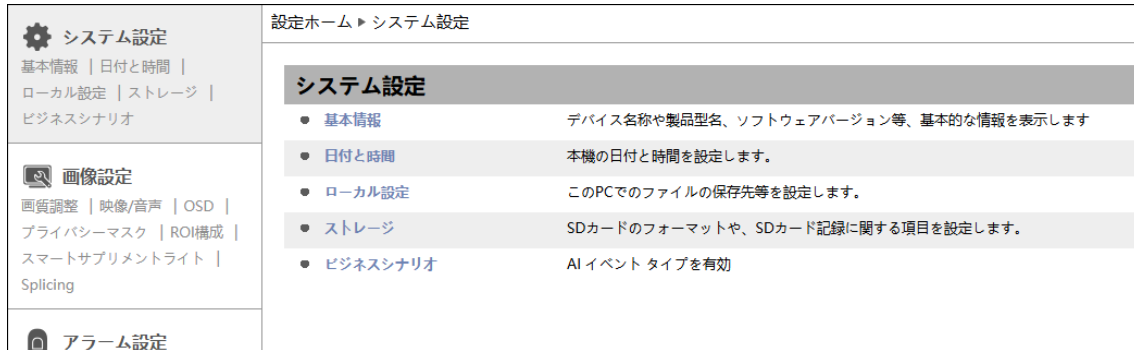 システム設定
基本情報 | 日付と時間 |
ローカル設定 | ストレージ |
ビジネスシナリオ
画像設定
画質調整 | 映像/音声 | OSD |
プライバシーマスク | ROI構成 |
スマートサプリメントライト |
Splicing
アラーム設定
設定ホーム ▶ システム設定
システム設定
● 基本情報 デバイス名称や製品型名、ソフトウェアバージョン等、基本的な情報を表示します
● 日付と時間 本機の日付と時間を設定します。
● ローカル設定 このPCでのファイルの保存先等を設定します。
● ストレージ SDカードのフォーマットや、SDカード記録に関する項目を設定します。
● ビジネスシナリオ AI イベント タイプを有効